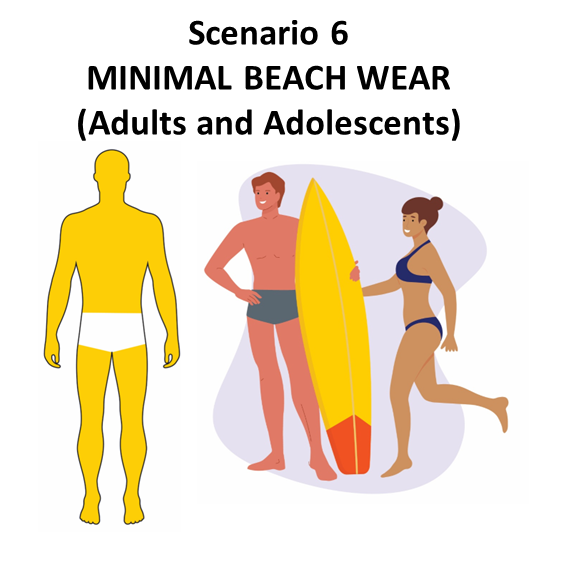 Scenario 6
MINIMAL BEACH WEAR
(Adults and Adolescents)